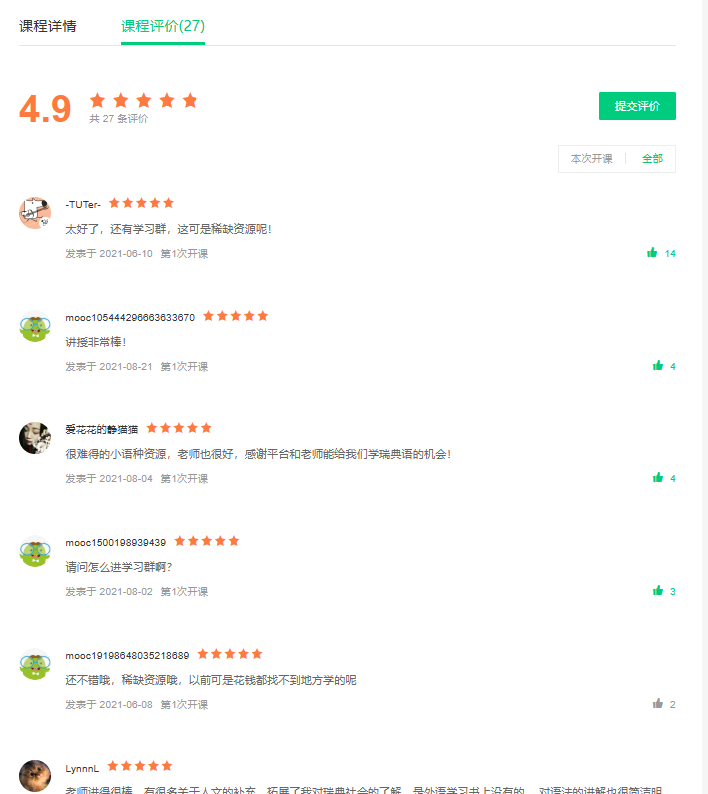 课程详情 课程评价(27)
4.9
共 27 条评价
提交评价
本次开课 全部
-TUTer-
太好了，还有学习群，这可是稀缺资源呢！
发表于 2021-06-10 第1次开课 14
mooc105444296663633670
讲授非常棒！
发表于 2021-08-21 第1次开课 4
爱花花的静猫猫
很难得的小语种资源，老师也很好，感谢平台和老师能给我们学瑞典语的机会！
发表于 2021-08-04 第1次开课 4
mooc1500198939439
请问怎么进学习群啊？
发表于 2021-08-02 第1次开课 3
mooc19198648035218689
还不错哦，稀缺资源哦，以前可是花钱都找不到地方学的呢
发表于 2021-06-08 第1次开课 2
LynnnL
老师讲得很棒，有很多关于人文的补充，拓展了我对瑞典社会的了解，是外语学习书上没有的。 对语法的讲解也很简洁明